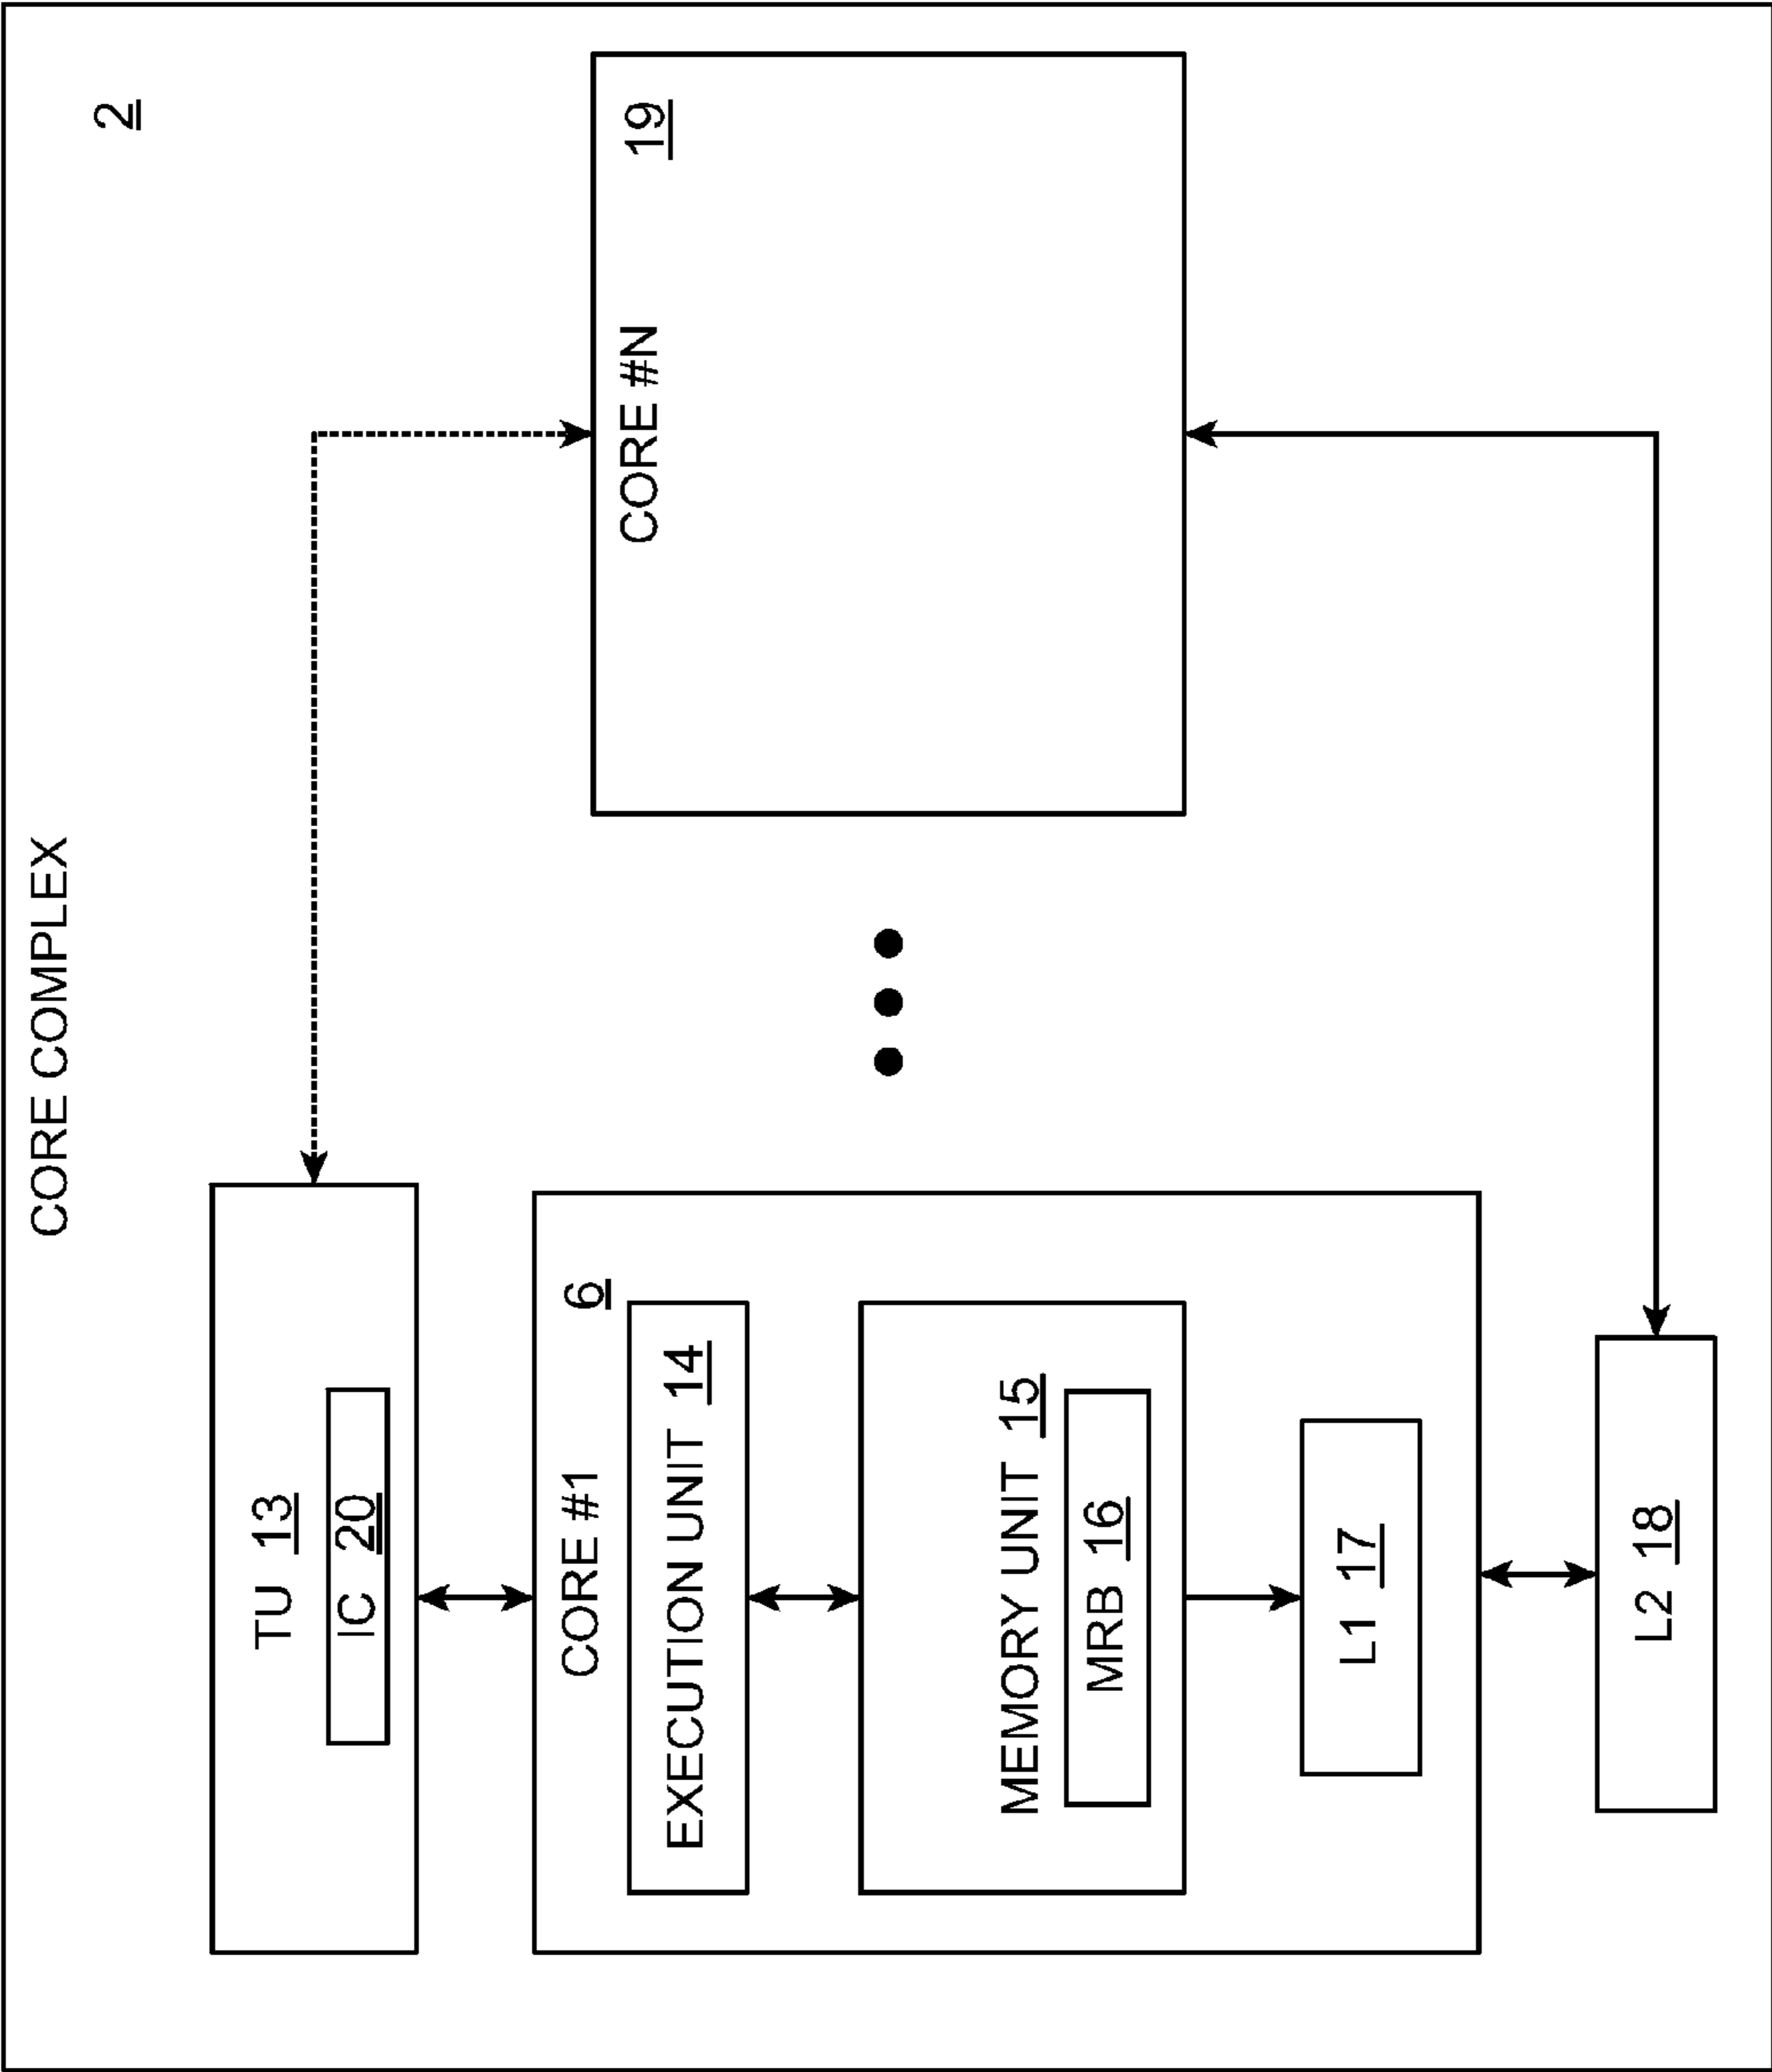 CORE COMPLEX
2
TU 13
IC 20
CORE #1
6
EXECUTION UNIT 14
MEMORY UNIT 15
MRB 16
L1 17
L2 18
CORE #N
19